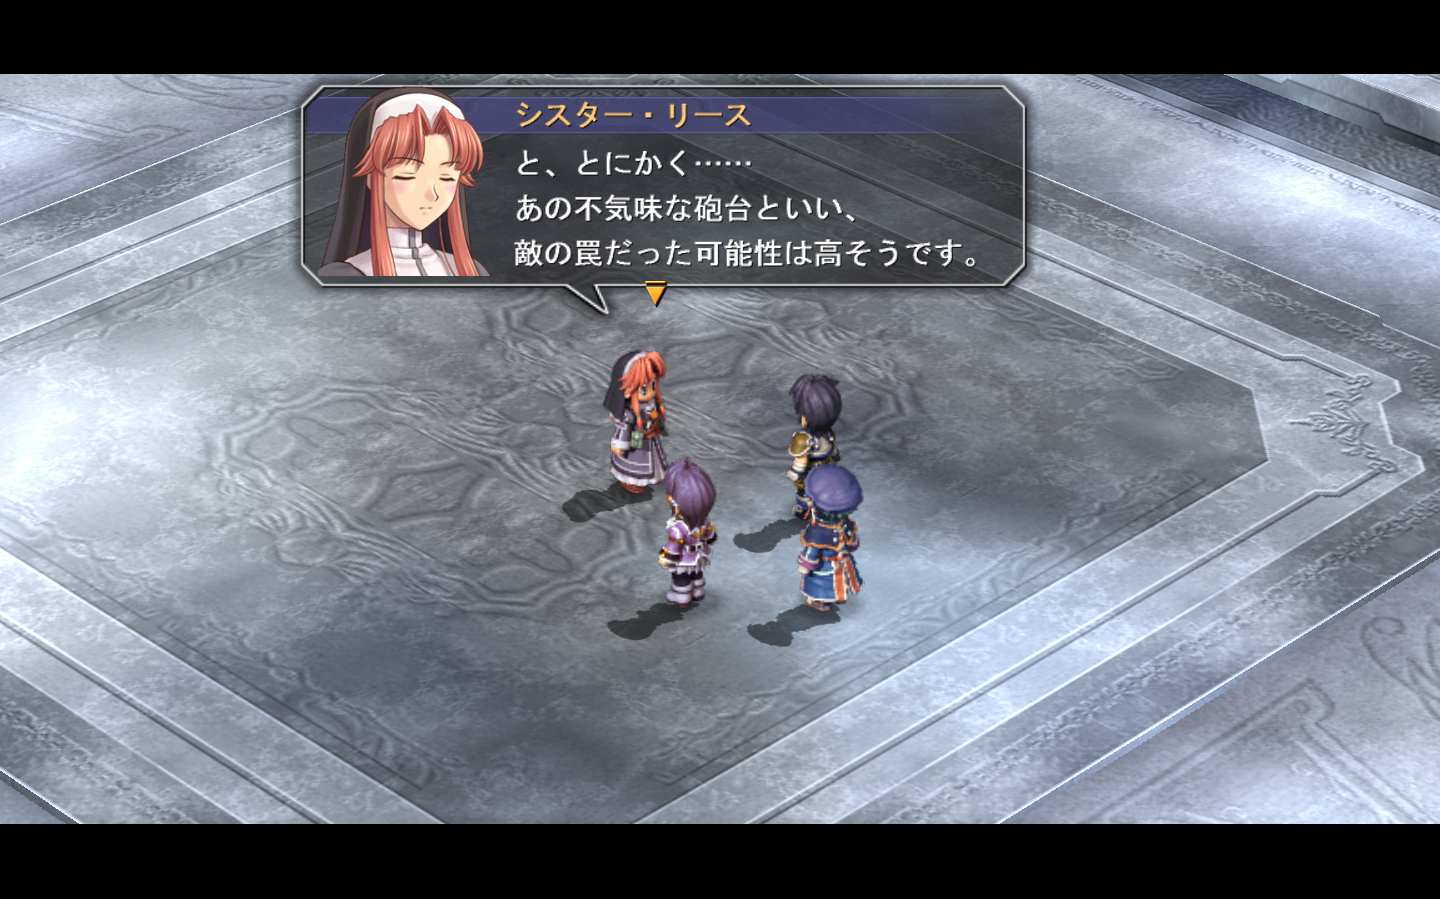 シスター・リース
と、とにかく……
あの不気味な砲台といい、
敵の罠だった可能性は高そうです。